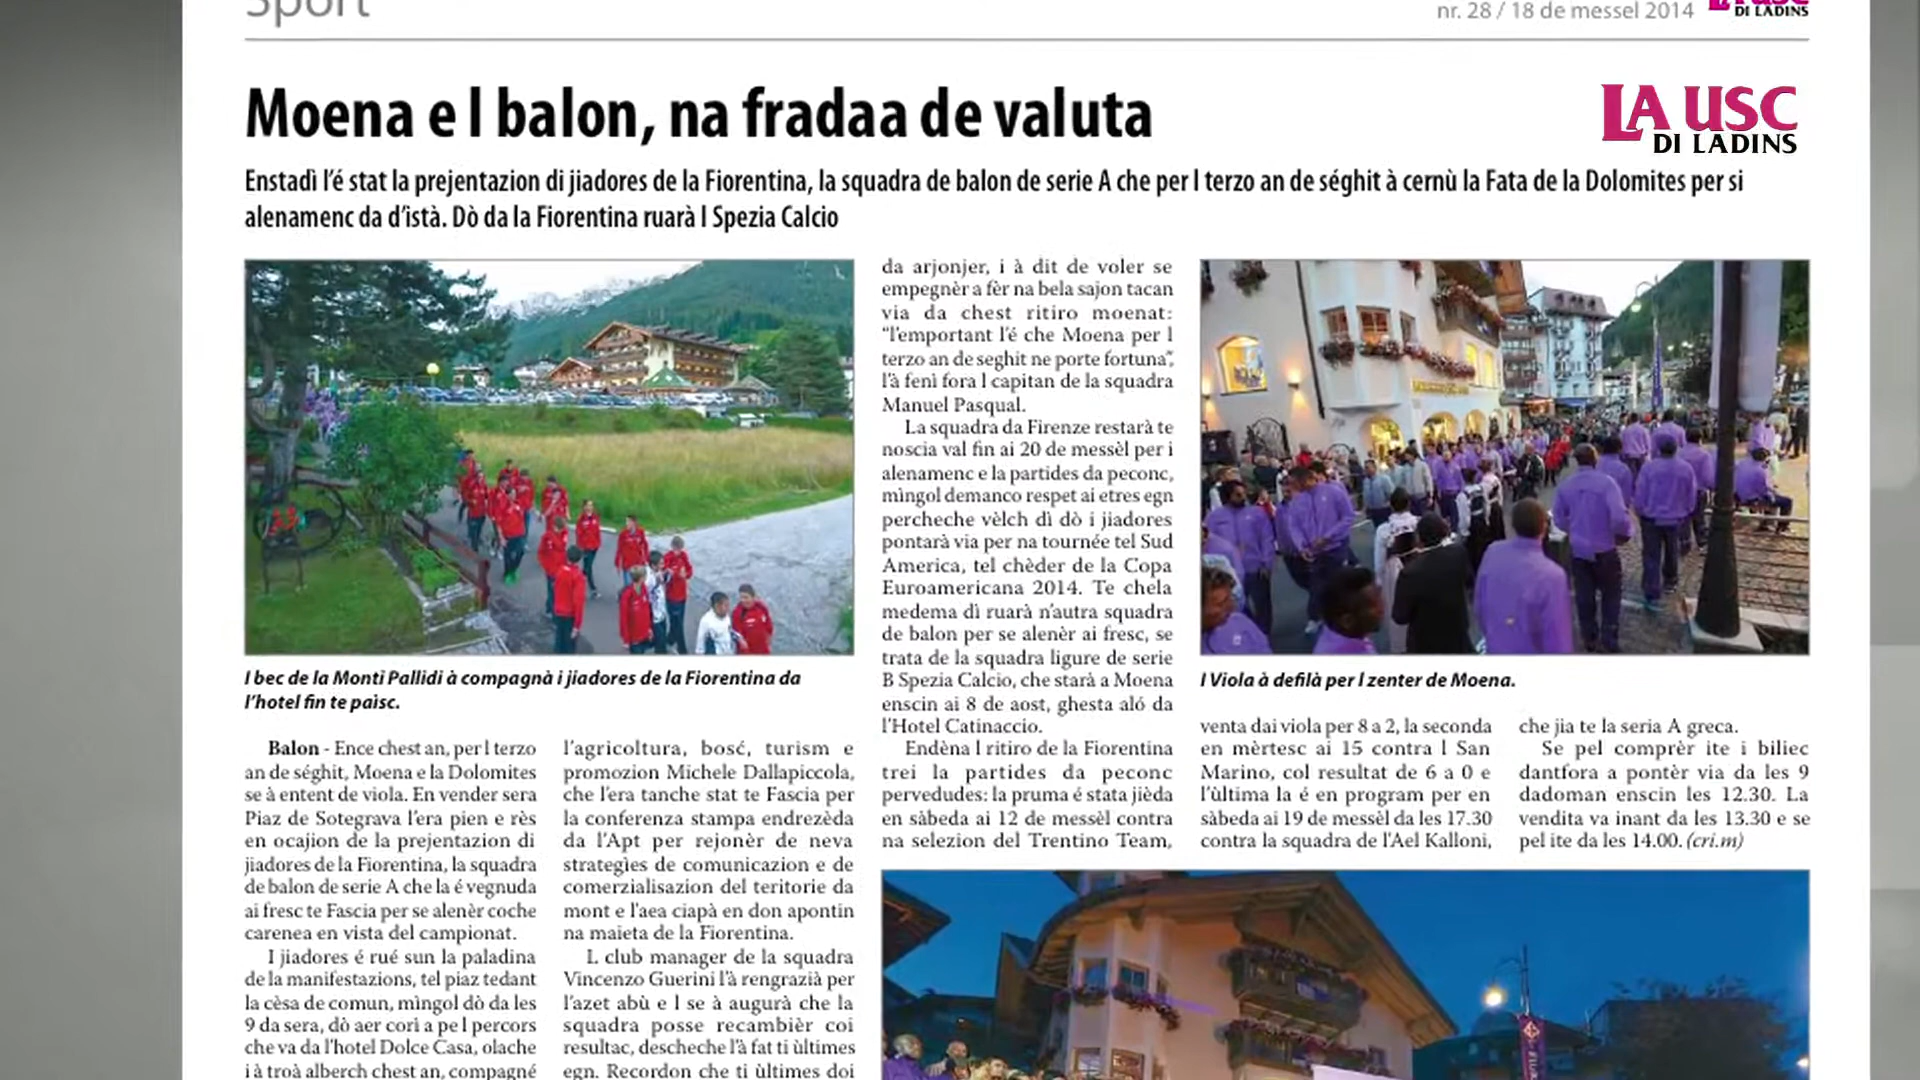 Sport
nr. 28 / 18 de messel 2014
LA USC
DI LADINS
Moena e l balon, na fradaa de valuta
LA USC
DI LADINS
Enstadì l'é stat la prejentazion di jiadores de la Fiorentina, la squadra de balon de serie A che per l terzo an de séghit à cernù la Fata de la Dolomites per si
alenamenc da d'istà. Dò da la Fiorentina ruarà l Spezia Calcio
I bec de la Monti Pallidi à compagnà i jiadores de la Fiorentina da
l'hotel fin te paìsc.
Balon - Ence chest an, per l terzo
an de séghit, Moena e la Dolomites
se à entent de viola. En vender sera
Piaz de Sotegrava l'era pien e rès
en ocajion de la prejentazion di
jiadores de la Fiorentina, la squadra
de balon de serie A che la é vegnuda
ai fresc te Fascia per se alenèr coche
carenea en vista del campionat.
I jiadores é rué sun la paladina
de la manifestazions, tel piaz tedant
la cèsa de comun, mìngol dò da les
9 da sera, dò aer corì a pe l percors
che va da l'hotel Dolce Casa, olache
i à troà alberch chest an, compagné
l'agricoltura, bosć, turism e
promozion Michele Dallapiccola,
che l'era tanche stat te Fascia per
la conferenza stampa endrezèda
da l'Apt per rejonèr de neva
strategìes de comunicazion e de
comerzialisazion del teritorie da
mont e l'aea ciapà en don apontin
na maieta de la Fiorentina.
L club manager de la squadra
Vincenzo Guerini l'à rengrazià per
l'azet abù e l se à augurà che la
squadra posse recambièr coi
resultac, descheche l'à fat ti ùltimes
egn. Recordon che ti ùltimes doi
da arjonjer, i à dit de voler se
empegnèr a fèr na bela sajon tacan
via da chest ritiro moenat:
"l'emportant l'é che Moena per l
terzo an de seghit ne porte fortuna",
l'à fenì fora l capitan de la squadra
Manuel Pasqual.
La squadra da Firenze restarà te
noscia val fin ai 20 de messèl per i
alenamenc e la partides da peconc,
mìngol demanco respet ai etres egn
percheche vèlch dì dò i jiadores
pontarà via per na tournée tel Sud
America, tel chèder de la Copa
Euroamericana 2014. Te chela
medema dì ruarà n'autra squadra
de balon per se alenèr ai fresc, se
trata de la squadra ligure de serie
B Spezia Calcio, che starà a Moena
enscin ai 8 de aost, ghesta aló da
l'Hotel Catinaccio.
Endèna l ritiro de la Fiorentina
trei la partides da peconc
pervedudes: la pruma é stata jièda
en sàbeda ai 12 de messèl contra
na selezion del Trentino Team,
I Viola à defilà per l zenter de Moena.
venta dai viola per 8 a 2, la seconda
en mèrtesc ai 15 contra l San
Marino, col resultat de 6 a 0 e
l'ùltima la é en program per en
sàbeda ai 19 de messèl da les 17.30
contra la squadra de l'Ael Kalloni,
che jia te la seria A greca.
Se pel comprèr ite i biliec
dantfora a pontèr via da les 9
dadoman enscin les 12.30. La
vendita va inant da les 13.30 e se
pel ite da les 14.00. (cri.m)